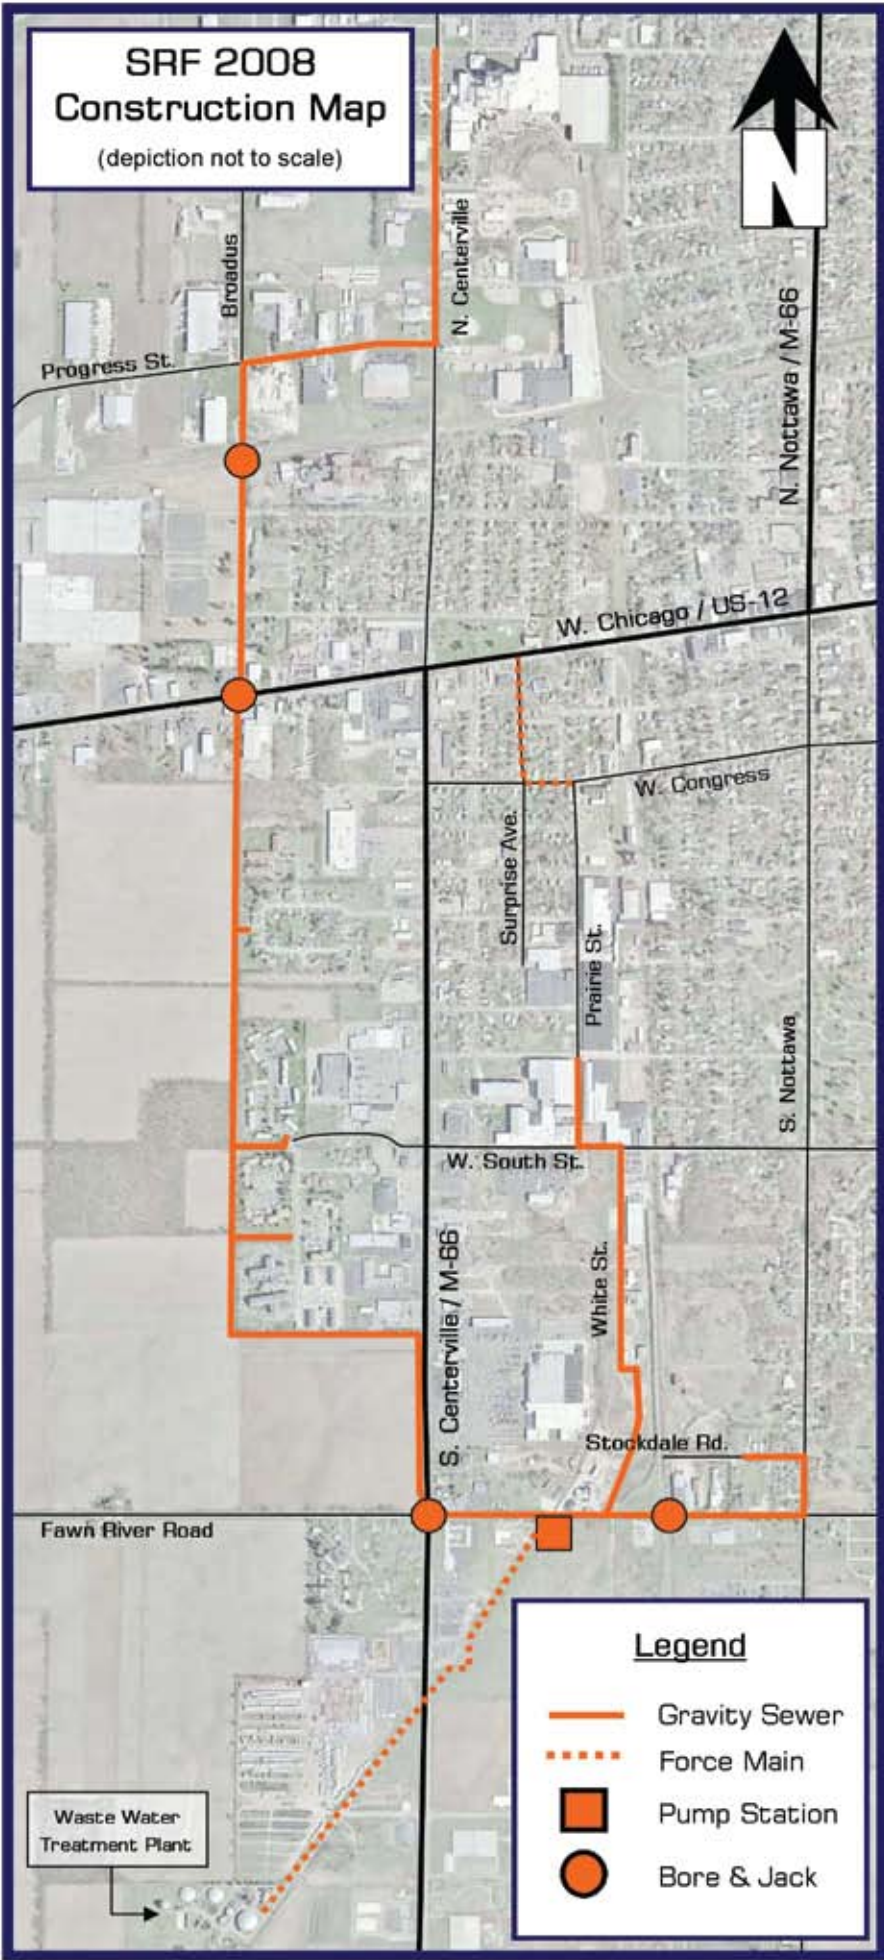 SRF 2008
Construction Map
(depiction not to scale)
N
Broadus
N. Centerville
N. Nottawa / M-66
Progress St.
W. Chicago / US-12
W. Congress
Surprise Ave.
Prairie St.
S. Nottawa
W. South St.
S. Centerville / M-66
White St.
Stockdale Rd.
Fawn River Road
Legend
Gravity Sewer
Force Main
Pump Station
Bore & Jack
Waste Water
Treatment Plant